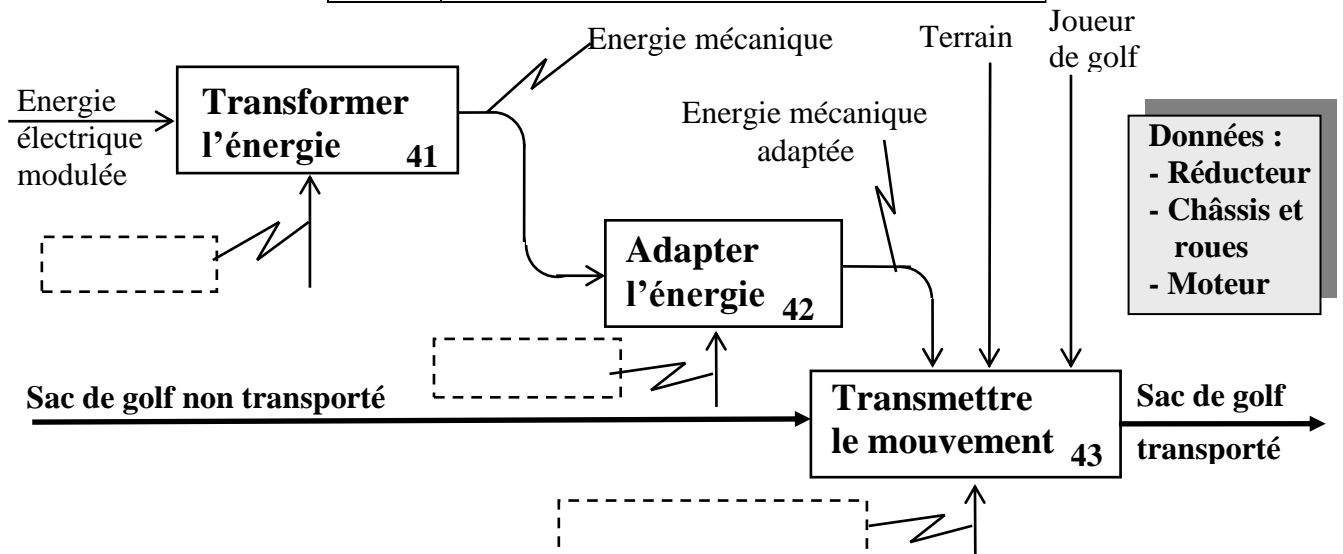 Energie mécanique
Terrain
Joueur
de golf
Energie
électrique
modulée
Transformer
l’énergie
41
Energie mécanique
adaptée
Données :
- Réducteur
- Châssis et
roues
- Moteur
Adapter
l’énergie
42
Sac de golf non transporté
Transmettre
le mouvement
43
Sac de golf
transporté